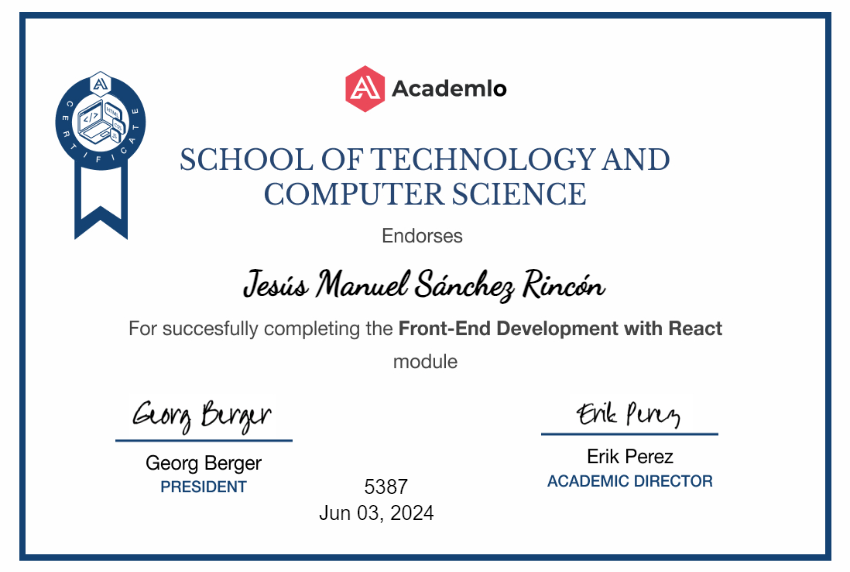 Academlo
CERTIFICATE
SCHOOL OF TECHNOLOGY AND
COMPUTER SCIENCE
Endorses
Jesús Manuel Sánchez Rincón
For succesfully completing the Front-End Development with React
module
Georg Berger
Georg Berger
PRESIDENT
Erik Perez
Erik Perez
ACADEMIC DIRECTOR
5387
Jun 03, 2024